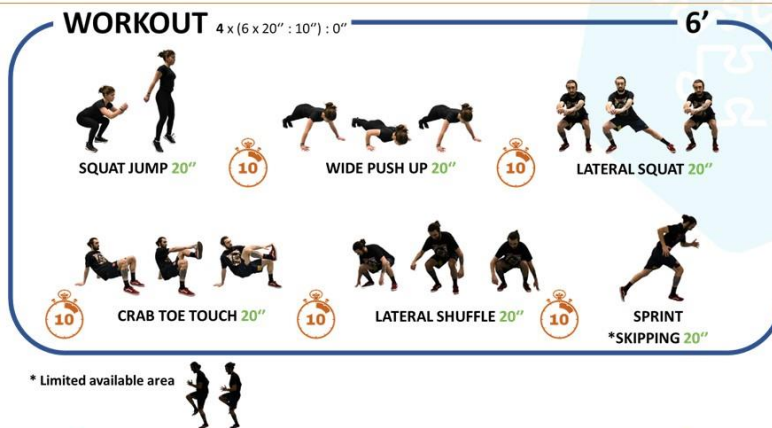 WORKOUT 4 x (6 x 20’’ : 10’’) : 0’’
6’
SQUAT JUMP 20’’
10
WIDE PUSH UP 20’’
10
LATERAL SQUAT 20’’
10
CRAB TOE TOUCH 20’’
10
LATERAL SHUFFLE 20’’
10
SPRINT
*SKIPPING 20’’
* Limited available area